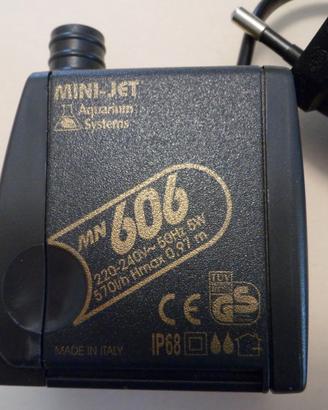 MINI-JET
Aquarium
Systems
MN 606
220-240V~ 50Hz 6W
570l/h Hmax 0.97 m
CE
TÜV
GS
MADE IN ITALY
IP68